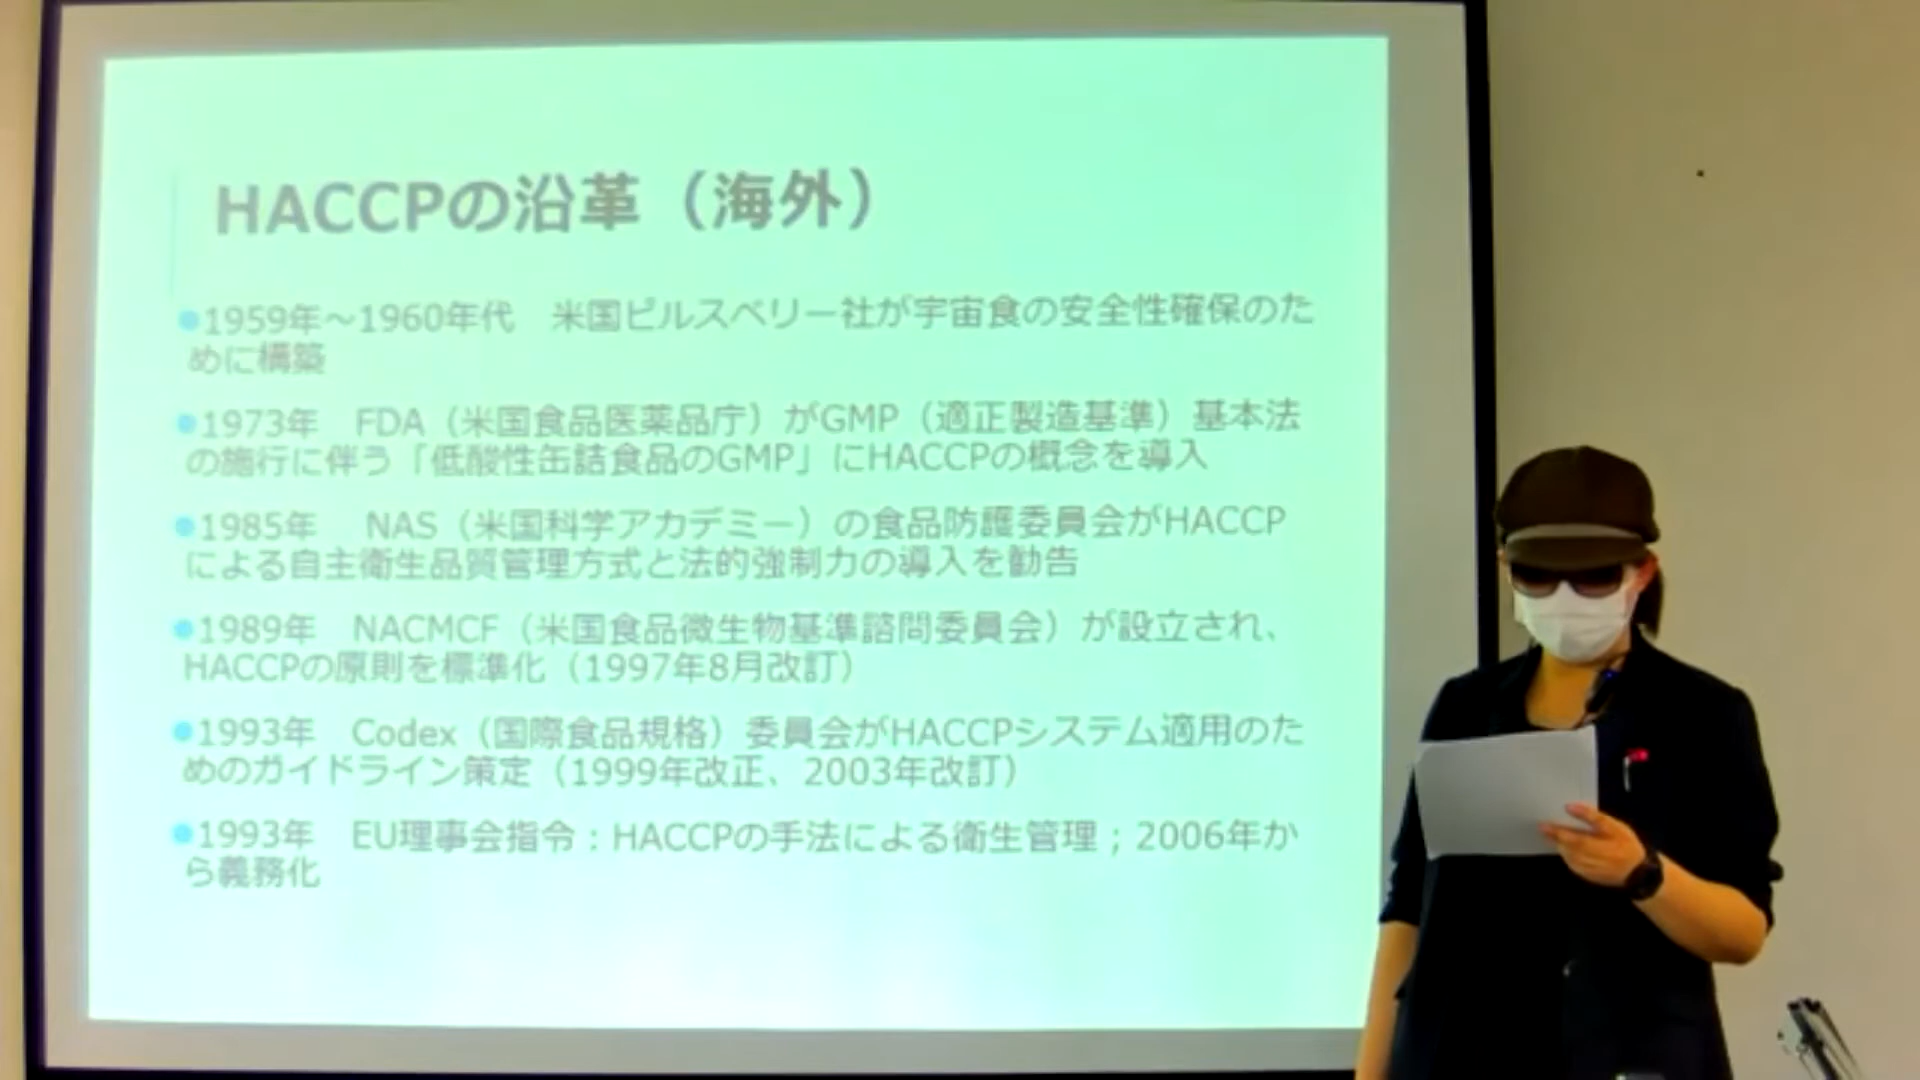 HACCPの沿革（海外）
●1959年～1960年代　米国ピルスベリー社が宇宙食の安全性確保のた
めに構築
●1973年　FDA（米国食品医薬品庁）がGMP（適正製造基準）基本法
の施行に伴う「低酸性缶詰食品のGMP」にHACCPの概念を導入
●1985年　NAS（米国科学アカデミー）の食品防護委員会がHACCP
による自主衛生品質管理方式と法的強制力の導入を勧告
●1989年　NACMCF（米国食品微生物基準諮問委員会）が設立され、
HACCPの原則を標準化（1997年8月改訂）
●1993年　Codex（国際食品規格）委員会がHACCPシステム適用のた
めのガイドライン策定（1999年改正、2003年改訂）
●1993年　EU理事会指令：HACCPの手法による衛生管理；2006年か
ら義務化